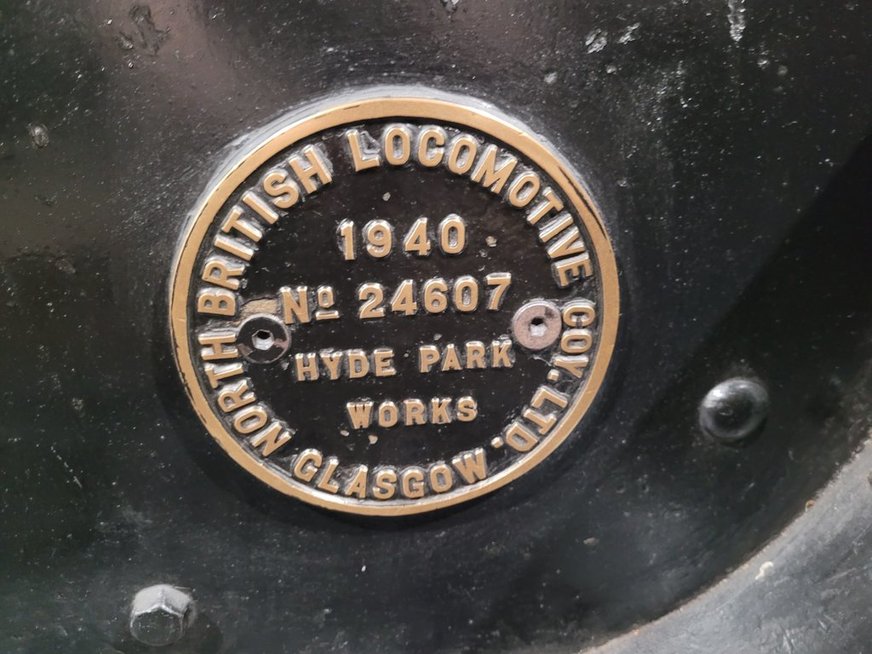 NORTH BRITISH LOCOMOTIVE COY. LTD.
1940
Nº 24607
HYDE PARK
WORKS
GLASGOW.